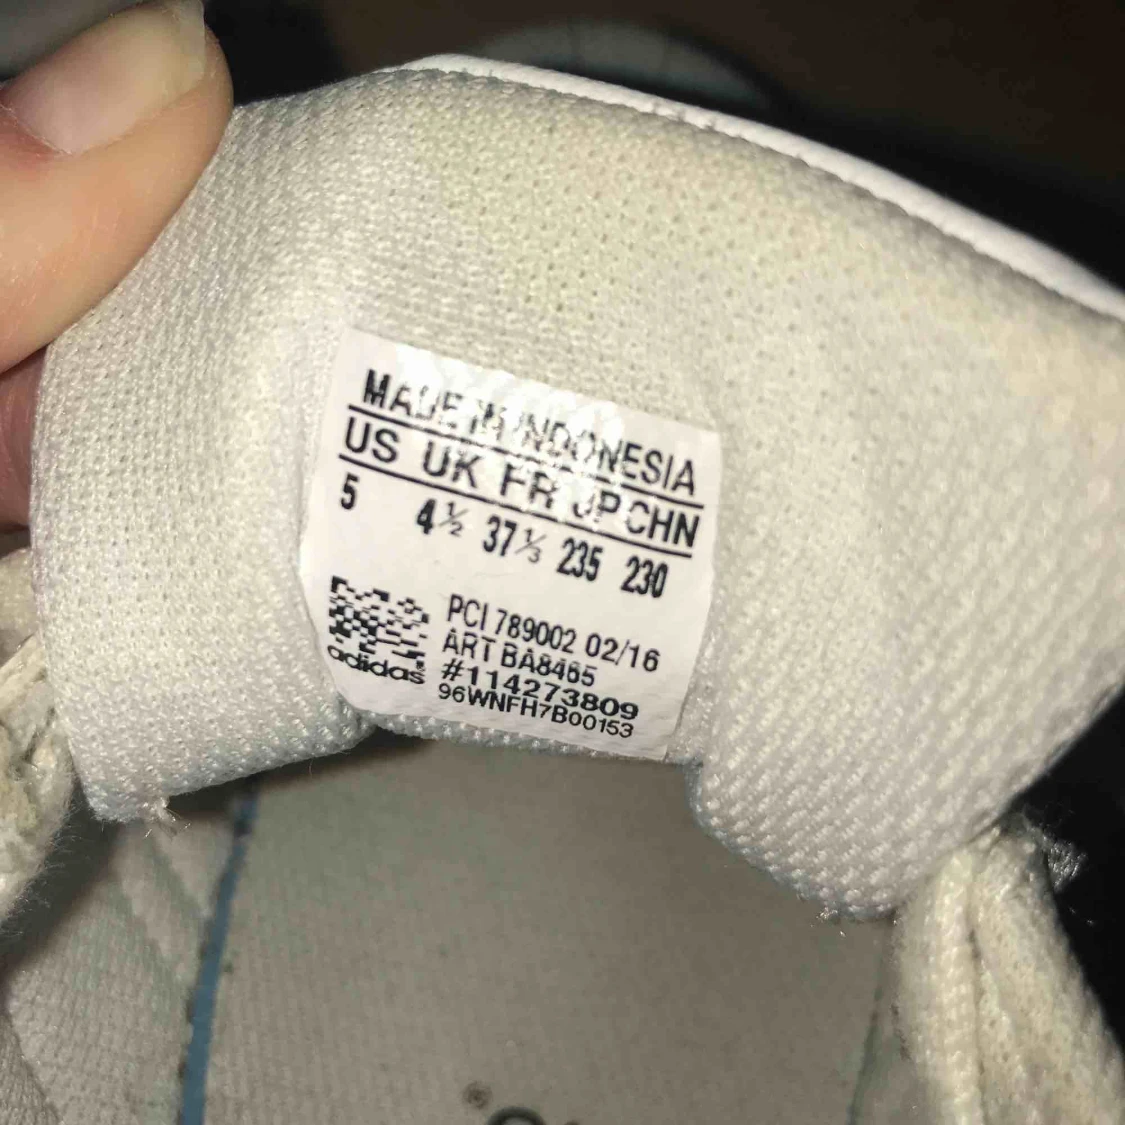 MADE IN INDONESIA
US UK FR JP CHN
5 4½ 37⅓ 235 230
PCI 789002 02/16
ART BA8465
#114273809
96WNFH7B00153
adidas